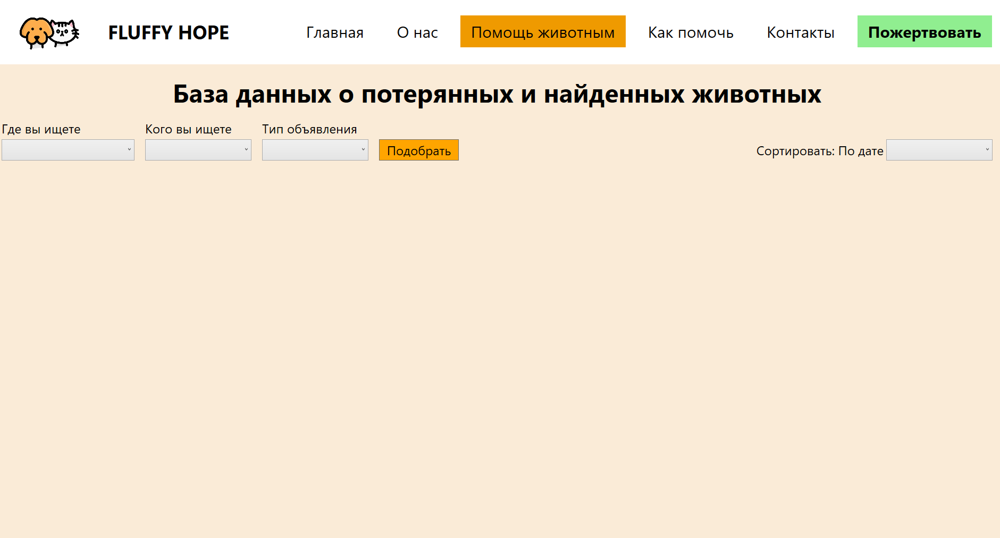 FLUFFY HOPE Главная О нас Помощь животным Как помочь Контакты Пожертвовать
База данных о потерянных и найденных животных
Где вы ищете Кого вы ищете Тип объявления
Подобрать Сортировать: По дате